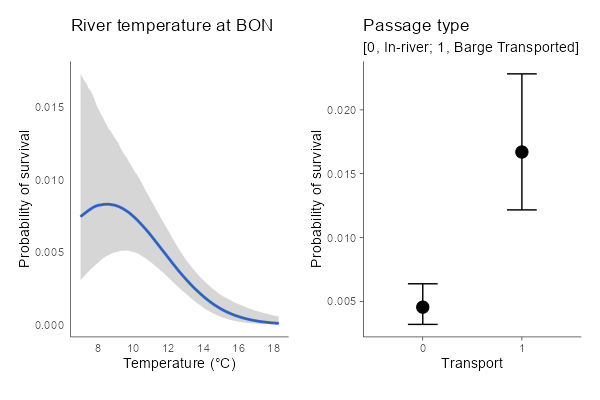 River temperature at BON
Probability of survival
0.015
0.010
0.005
0.000
8 10 12 14 16 18
Temperature (°C)
Passage type
[0, In-river; 1, Barge Transported]
Probability of survival
0.020
0.015
0.010
0.005
0 1
Transport